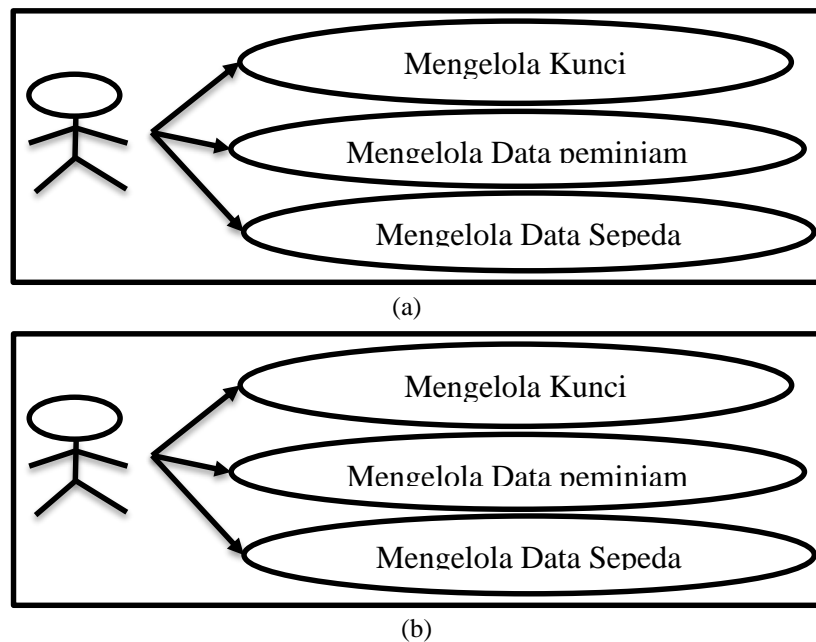 Mengelola Kunci
Mengelola Data peminjam
Mengelola Data Sepeda
(a)
Mengelola Kunci
Mengelola Data peminjam
Mengelola Data Sepeda
(b)